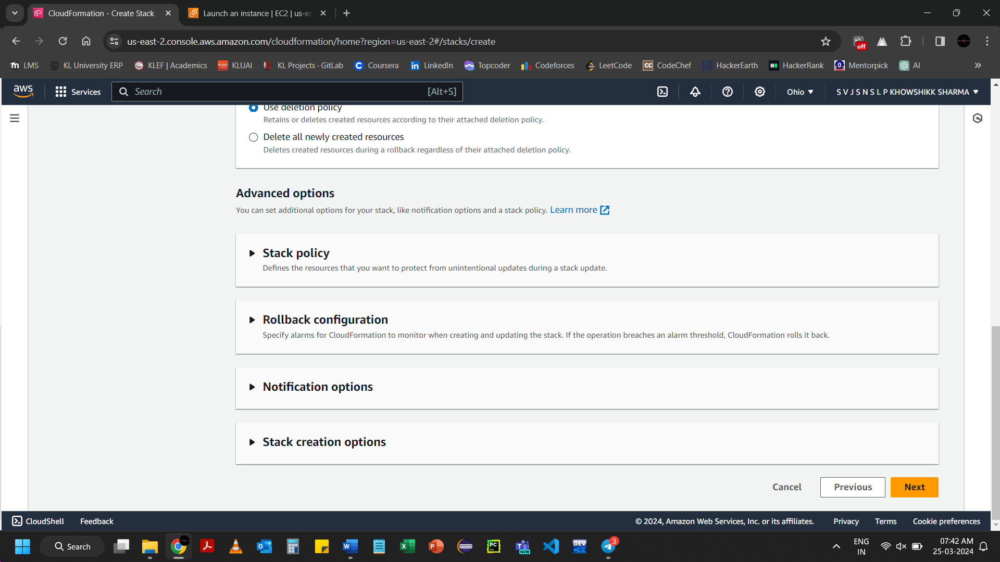 CloudFormation - Create Stack
Launch an instance | EC2 | us-ea
us-east-2.console.aws.amazon.com/cloudformation/home?region=us-east-2#/stacks/create
off
LMS
KL University ERP
KLEF | Academics
KLUAI
KLUAI
KL Projects · GitLab
Coursera
LinkedIn
Topcoder
Codeforces
LeetCode
CodeChef
HackerEarth
HackerRank
Mentorpick
AI
aws
Services
Search
[Alt+S]
Ohio
S V J S N S L P KHOWSHIKK SHARMA
Use deletion policy
Retains or deletes created resources according to their attached deletion policy.
Delete all newly created resources
Deletes created resources during a rollback regardless of their attached deletion policy.
Advanced options
You can set additional options for your stack, like notification options and a stack policy. Learn more
Stack policy
Defines the resources that you want to protect from unintentional updates during a stack update.
Rollback configuration
Specify alarms for CloudFormation to monitor when creating and updating the stack. If the operation breaches an alarm threshold, CloudFormation rolls it back.
Notification options
Stack creation options
Cancel
Previous
Next
CloudShell
Feedback
© 2024, Amazon Web Services, Inc. or its affiliates.
Privacy
Terms
Cookie preferences
Search
NEW
DEV
3
ENG
IN
07:42 AM
25-03-2024